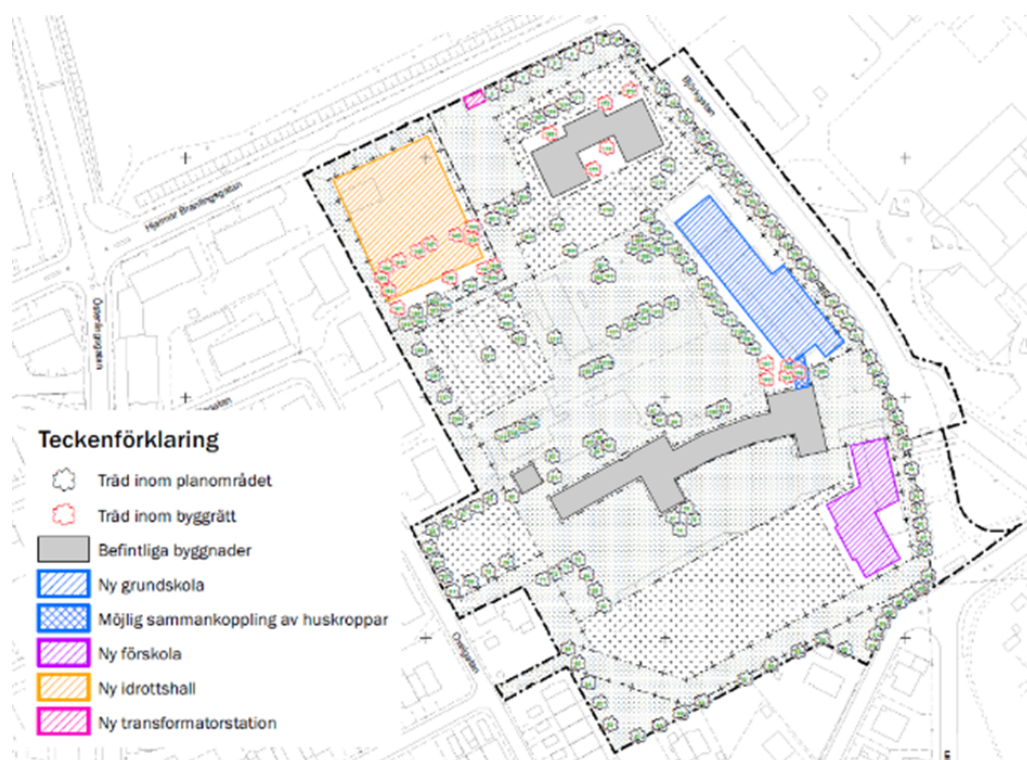 Hjalmar Brantingsgatan
Teckenförklaring
Träd inom planområdet
Träd inom byggrätt
Befintliga byggnader
Ny grundskola
Möjlig sammankoppling av huskroppar
Ny förskola
Ny idrottshall
Ny transformatorstation